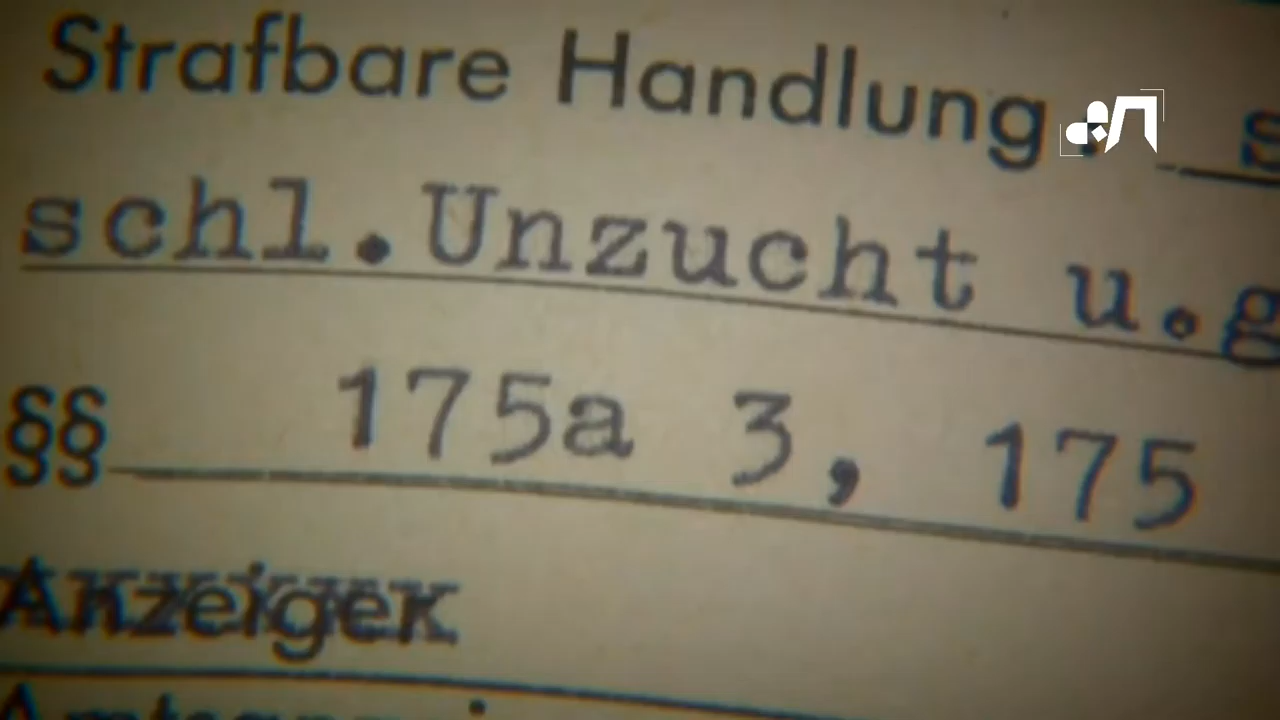 Strafbare Handlung:
schl.Unzucht u.g
§§ 175a 3, 175
Anzeiger